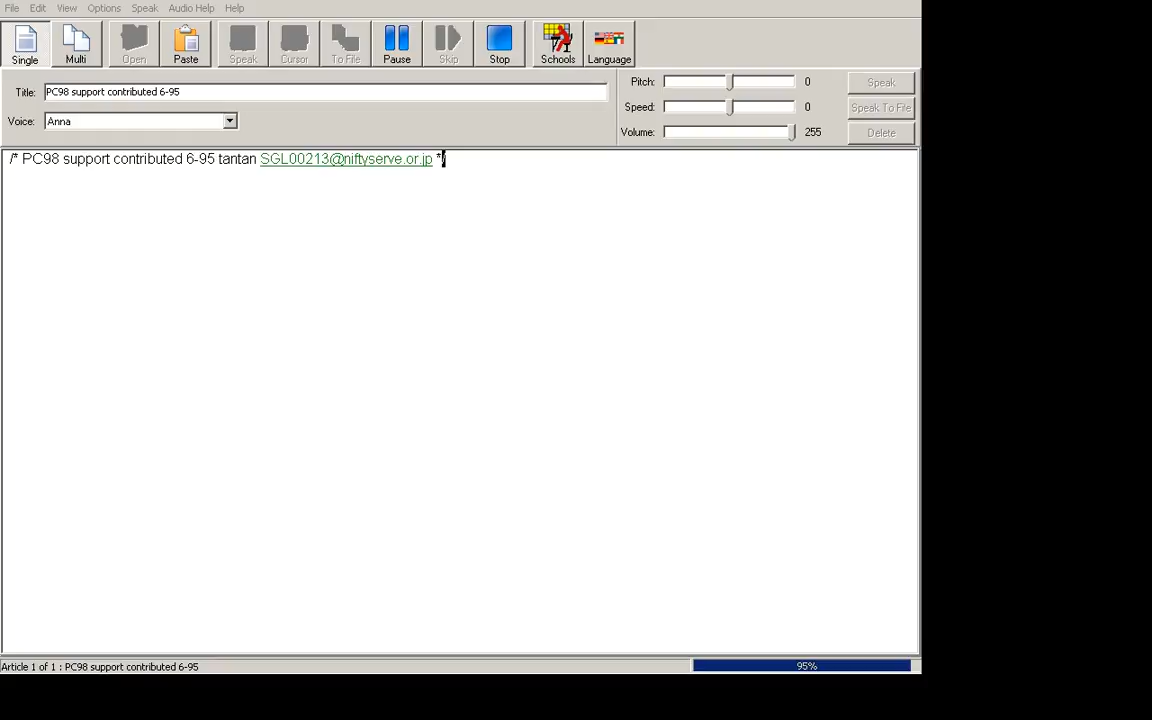 File Edit View Options Speak Audio Help Help
Single Multi Open Paste Speak Cursor To File Pause Skip Stop Schools Language
Title: PC98 support contributed 6-95
Voice: Anna
Pitch: 0 Speak
Speed: 0 Speak To File
Volume: 255 Delete
/* PC98 support contributed 6-95 tantan SGL00213@niftyserve.or.jp */
Article 1 of 1 : PC98 support contributed 6-95 95%